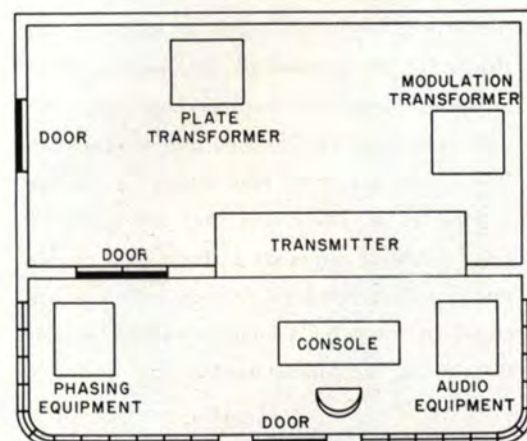 PLATE
TRANSFORMER
MODULATION
TRANSFORMER
DOOR
TRANSMITTER
DOOR
PHASING
EQUIPMENT
CONSOLE
AUDIO
EQUIPMENT
DOOR